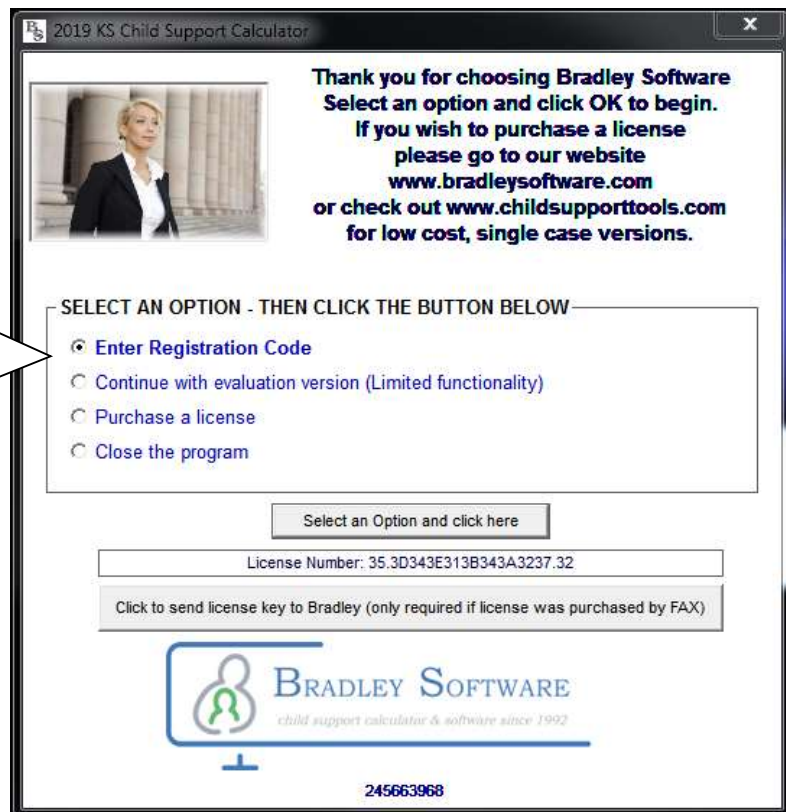 BS 2019 KS Child Support Calculator
x
Thank you for choosing Bradley Software
Select an option and click OK to begin.
If you wish to purchase a license
please go to our website
www.bradleysoftware.com
or check out www.childsupporttools.com
for low cost, single case versions.
SELECT AN OPTION - THEN CLICK THE BUTTON BELOW
Enter Registration Code
Continue with evaluation version (Limited functionality)
Purchase a license
Close the program
Select an Option and click here
License Number: 35.3D343E313B343A3237.32
Click to send license key to Bradley (only required if license was purchased by FAX)
BRADLEY SOFTWARE
child support calculator & software since 1992
245663968